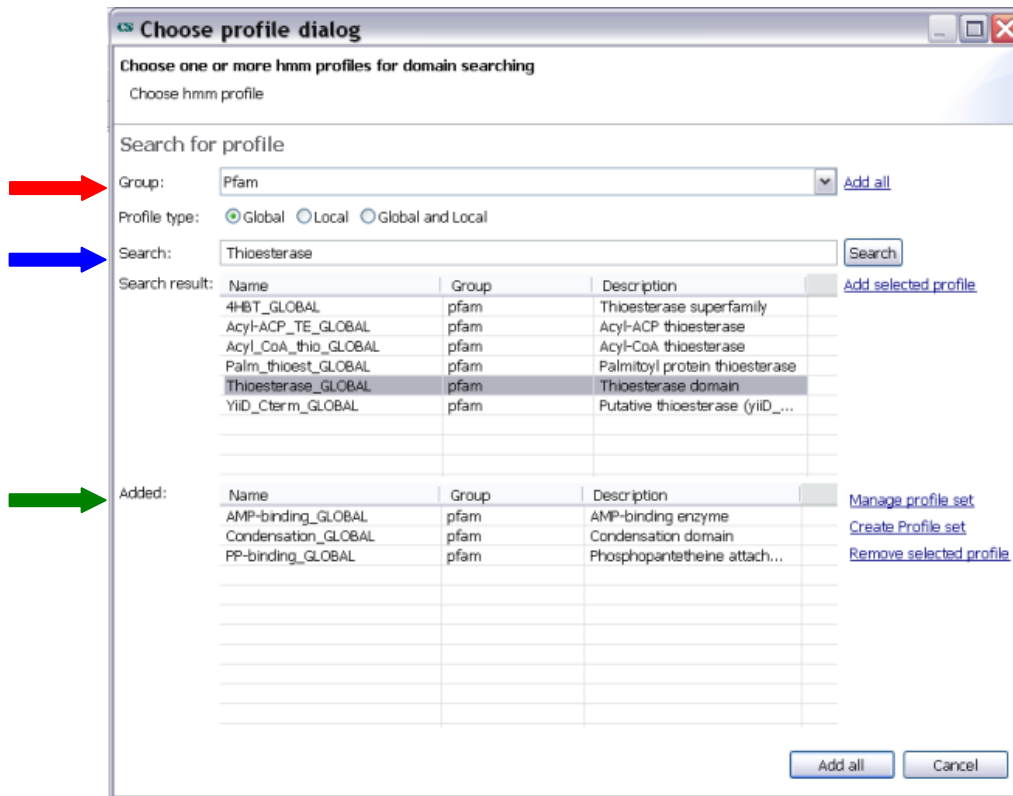 cs Choose profile dialog
Choose one or more hmm profiles for domain searching
Choose hmm profile
Search for profile
Group: Pfam Add all
Profile type: Global Local Global and Local
Search: Thioesterase Search
Search result: Name Group Description Add selected profile
4HBT_GLOBAL pfam Thioesterase superfamily
Acyl-ACP_TE_GLOBAL pfam Acyl-ACP thioesterase
Acyl_CoA_thio_GLOBAL pfam Acyl-CoA thioesterase
Palm_thioest_GLOBAL pfam Palmitoyl protein thioesterase
Thioesterase_GLOBAL pfam Thioesterase domain
YiiD_Cterm_GLOBAL pfam Putative thioesterase (yiiD_...
Added: Name Group Description Manage profile set
AMP-binding_GLOBAL pfam AMP-binding enzyme
Condensation_GLOBAL pfam Condensation domain Create Profile set
PP-binding_GLOBAL pfam Phosphopantetheine attach... Remove selected profile
Add all Cancel